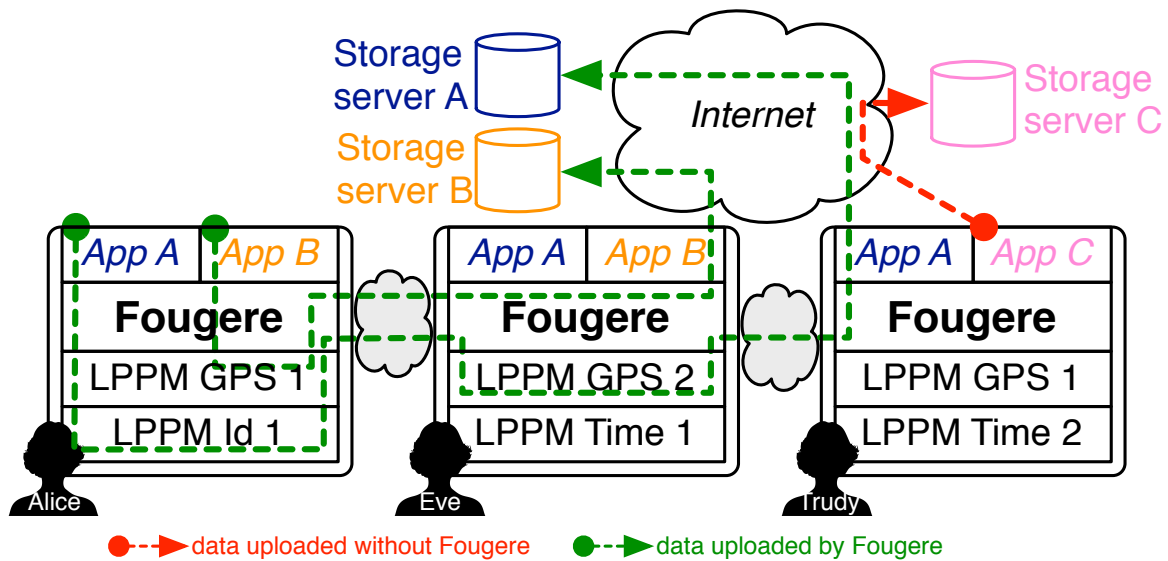 Storage
server A
Internet
Storage
server C
Storage
server B
App A
App B
App A
App B
App A
App C
Fougere
Fougere
Fougere
LPPM GPS 1
LPPM GPS 2
LPPM GPS 1
LPPM Id 1
LPPM Time 1
LPPM Time 2
Alice
Eve
Trudy
data uploaded without Fougere
data uploaded by Fougere